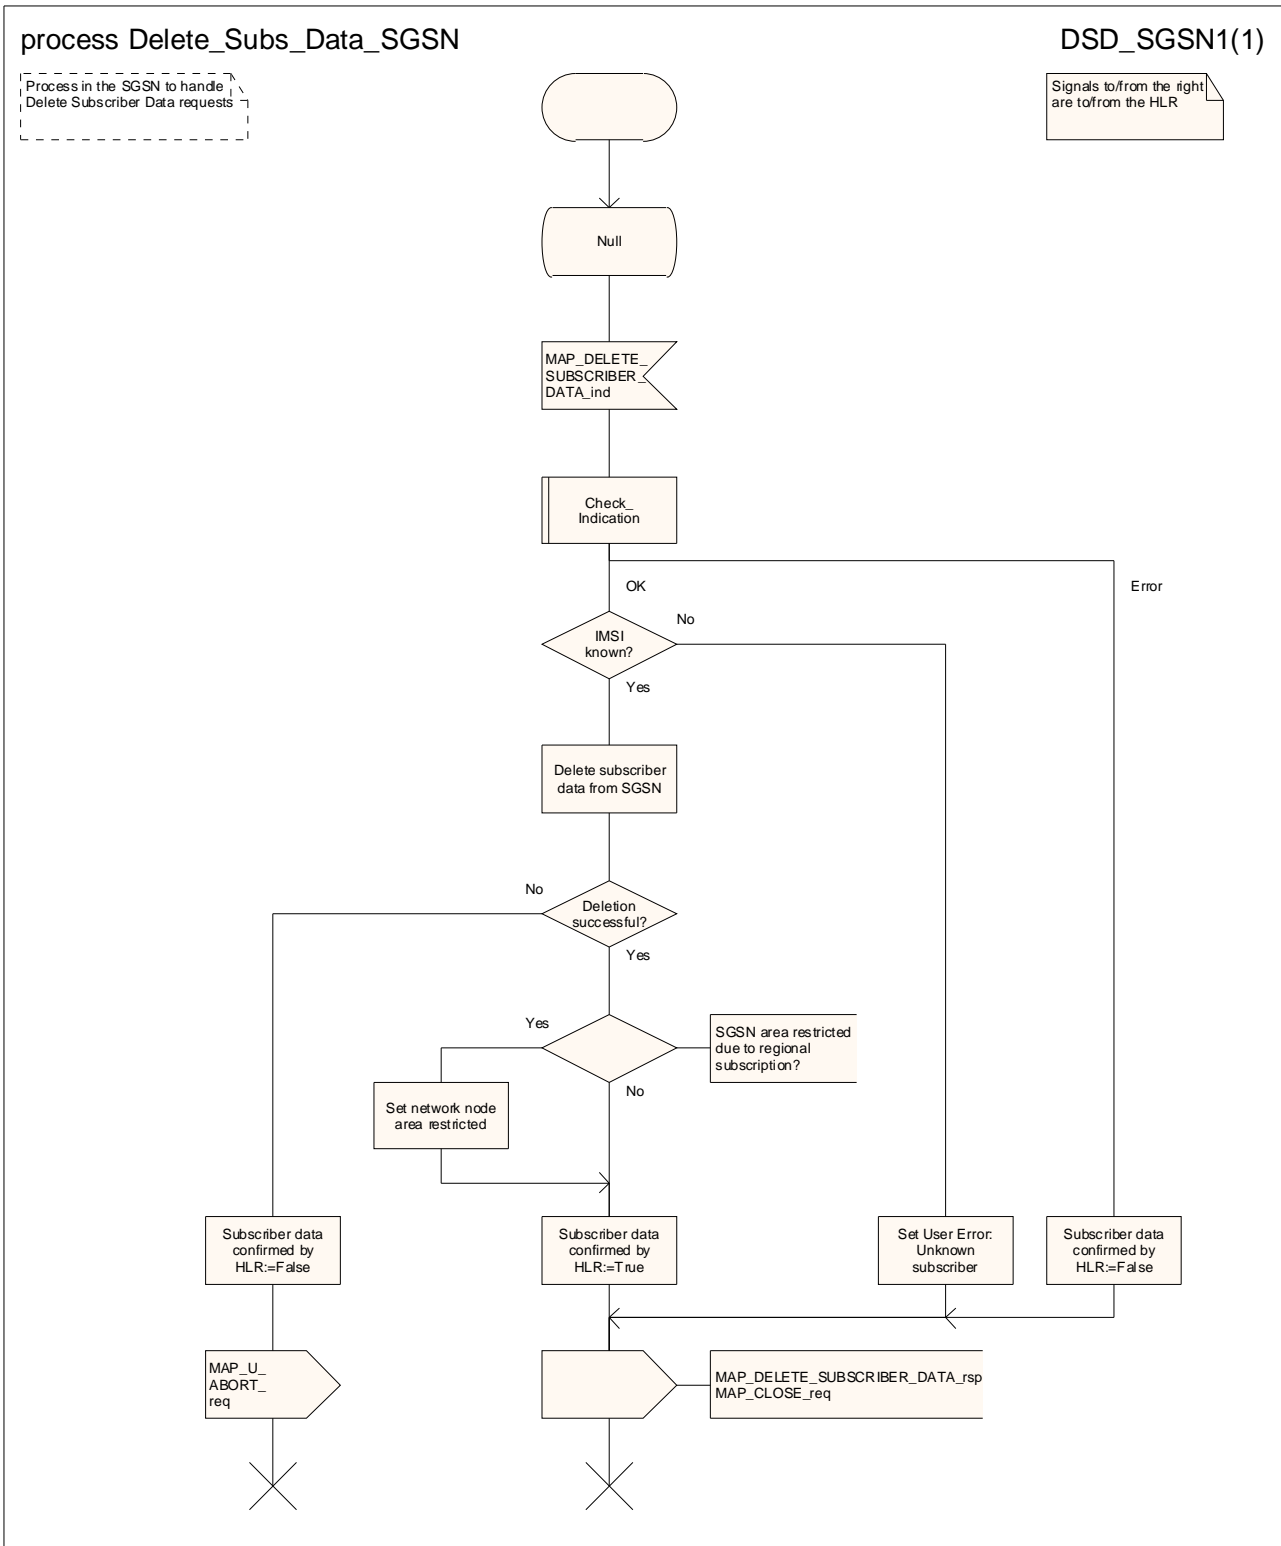 process Delete_Subs_Data_SGSN
DSD_SGSN1(1)
Process in the SGSN to handle
Delete Subscriber Data requests
Signals to/from the right
are to/from the HLR
Null
MAP_DELETE_
SUBSCRIBER_
DATA_ind
Check_
Indication
OK
Error
IMSI
known?
No
Yes
Delete subscriber
data from SGSN
No
Deletion
successful?
Yes
Yes
SGSN area restricted
due to regional
subscription?
No
Set network node
area restricted
Subscriber data
confirmed by
HLR:=False
Subscriber data
confirmed by
HLR:=True
Set User Error:
Unknown
subscriber
Subscriber data
confirmed by
HLR:=False
MAP_U_
ABORT_
req
MAP_DELETE_SUBSCRIBER_DATA_rsp
MAP_CLOSE_req